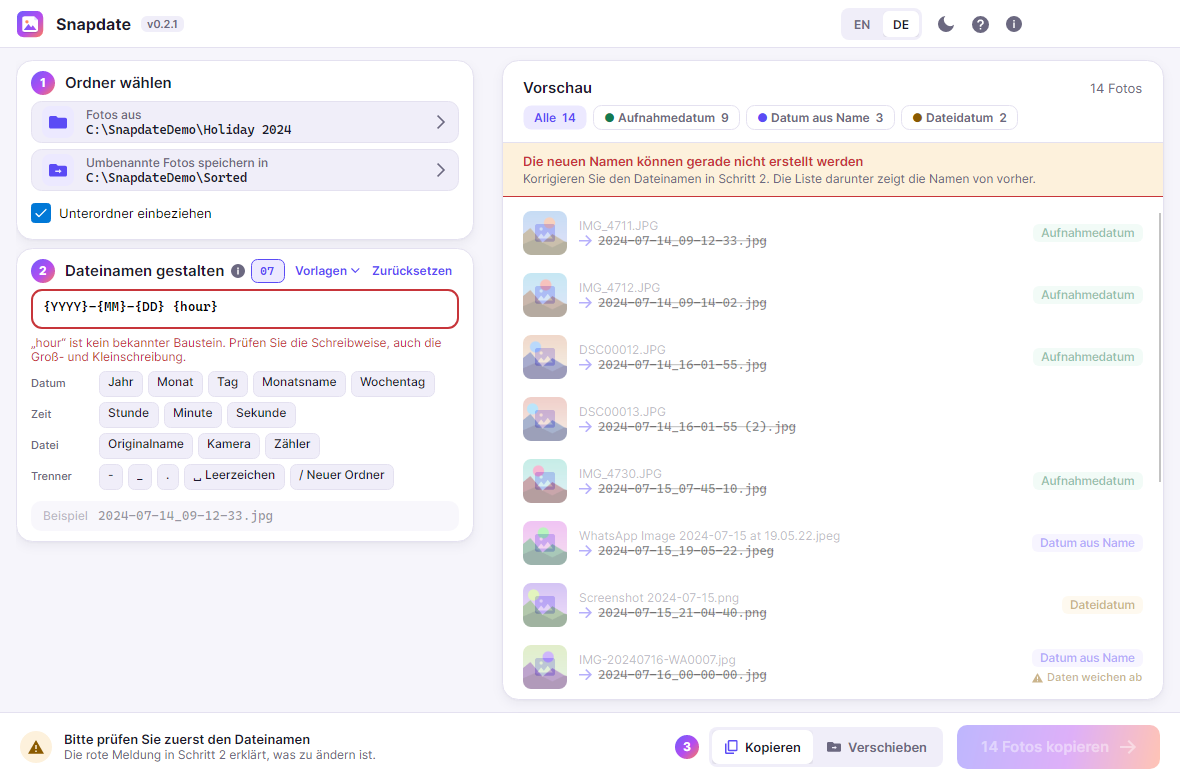 Snapdate v0.2.1
EN DE
1 Ordner wählen
Fotos aus
C:\SnapdateDemo\Holiday 2024
Umbenannte Fotos speichern in
C:\SnapdateDemo\Sorted
Unterordner einbeziehen
2 Dateinamen gestalten 07 Vorlagen Zurücksetzen
{YYYY}-{MM}-{DD} {hour}
„hour“ ist kein bekannter Baustein. Prüfen Sie die Schreibweise, auch die
Groß- und Kleinschreibung.
Datum Jahr Monat Tag Monatsname Wochentag
Zeit Stunde Minute Sekunde
Datei Originalname Kamera Zähler
Trenner - _ . ␣ Leerzeichen / Neuer Ordner
Beispiel 2024-07-14_09-12-33.jpg
Vorschau 14 Fotos
Alle 14 Aufnahmedatum 9 Datum aus Name 3 Dateidatum 2
Die neuen Namen können gerade nicht erstellt werden
Korrigieren Sie den Dateinamen in Schritt 2. Die Liste darunter zeigt die Namen von vorher.
IMG_4711.JPG
→ 2024-07-14_09-12-33.jpg Aufnahmedatum
IMG_4712.JPG
→ 2024-07-14_09-14-02.jpg Aufnahmedatum
DSC00012.JPG
→ 2024-07-14_16-01-55.jpg Aufnahmedatum
DSC00013.JPG
→ 2024-07-14_16-01-55 (2).jpg
IMG_4730.JPG
→ 2024-07-15_07-45-10.jpg Aufnahmedatum
WhatsApp Image 2024-07-15 at 19.05.22.jpeg
→ 2024-07-15_19-05-22.jpeg Datum aus Name
Screenshot 2024-07-15.png
→ 2024-07-15_21-04-40.png Dateidatum
IMG-20240716-WA0007.jpg
→ 2024-07-16_00-00-00.jpg Datum aus Name
Daten weichen ab
Bitte prüfen Sie zuerst den Dateinamen
Die rote Meldung in Schritt 2 erklärt, was zu ändern ist.
3 Kopieren Verschieben 14 Fotos kopieren →